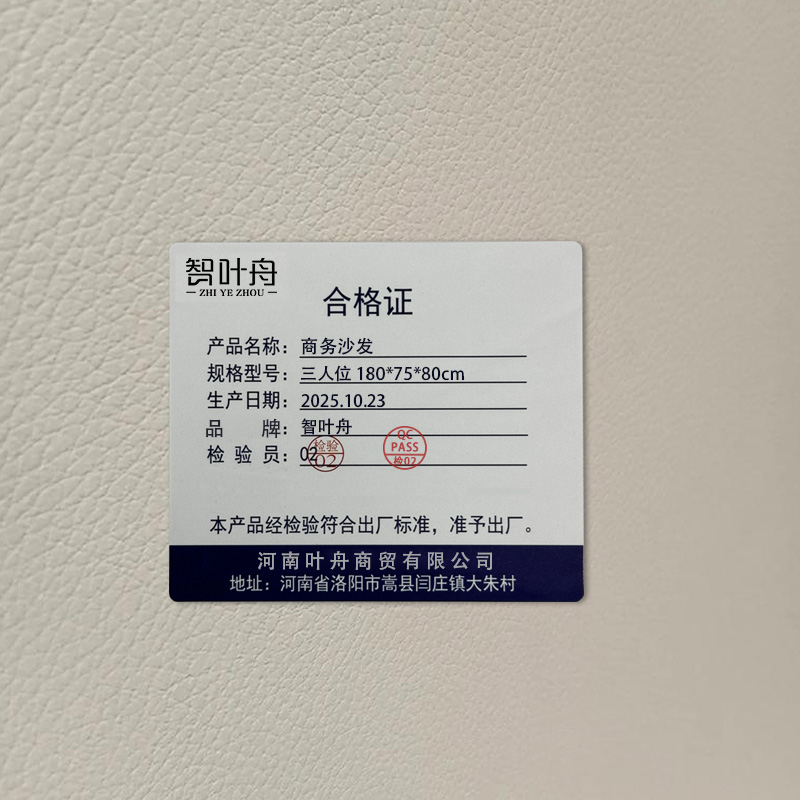 智叶舟
ZHI YE ZHOU
合格证
产品名称：商务沙发
规格型号：三人位 180*75*80cm
生产日期：2025.10.23
品 牌：智叶舟
检 验 员：02
检验
02
QC
PASS
检02
本产品经检验符合出厂标准，准予出厂。
河南叶舟商贸有限公司
地址：河南省洛阳市嵩县闫庄镇大朱村